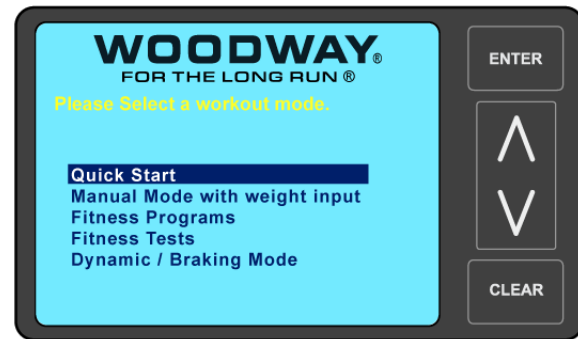 WOODWAY®
FOR THE LONG RUN ®
Please Select a workout mode.
Quick Start
Manual Mode with weight input
Fitness Programs
Fitness Tests
Dynamic / Braking Mode
ENTER
CLEAR